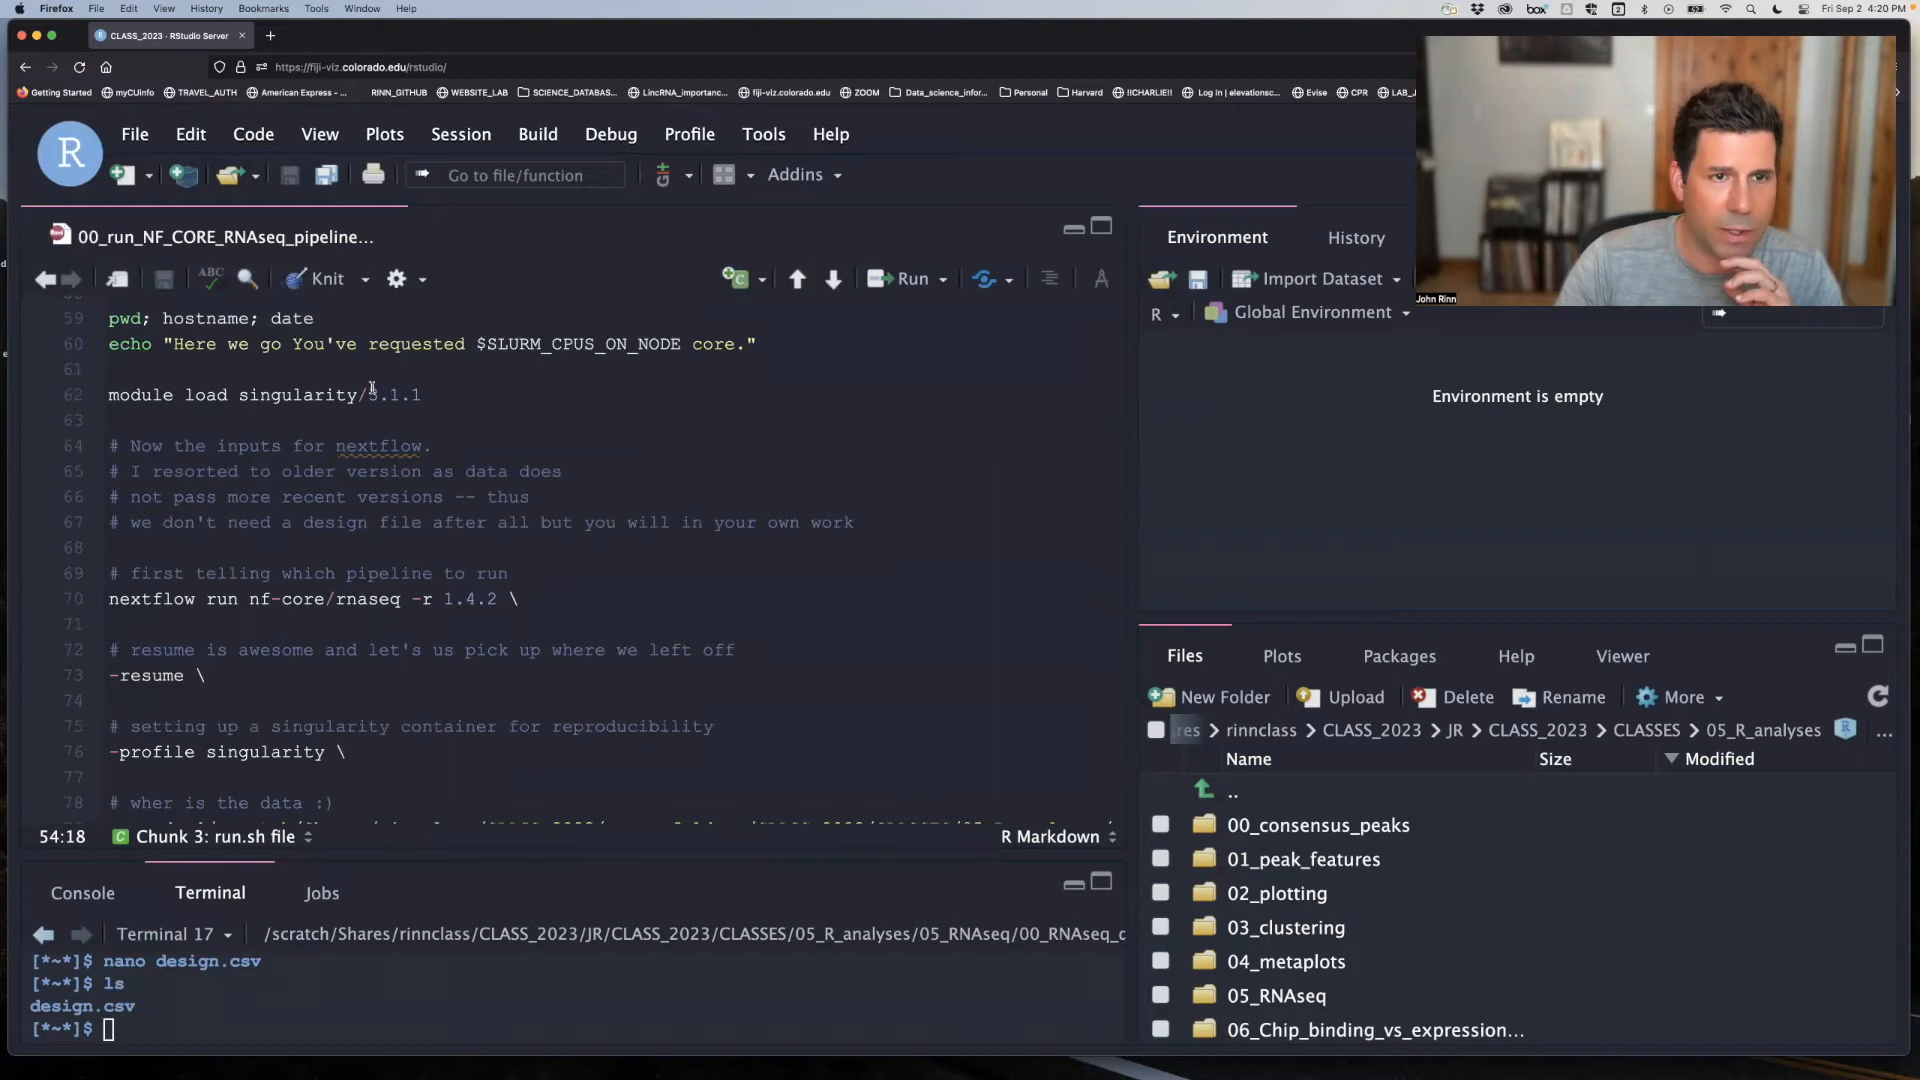 Firefox File Edit View History Bookmarks Tools Window Help
box
2
Fri Sep 2 4:20 PM
CLASS_2023 - RStudio Server
https://fiji-viz.colorado.edu/rstudio/
Getting Started myCUinfo TRAVEL_AUTH American Express - ... RINN_GITHUB WEBSITE_LAB SCIENCE_DATABAS... LincRNA_importanc... fiji-viz.colorado.edu ZOOM Data_science_infor... Personal Harvard !!CHARLIE!! Log In | elevationsc... Evise CPR LAB_
R
File Edit Code View Plots Session Build Debug Profile Tools Help
Go to file/function
Addins
00_run_NF_CORE_RNAseq_pipeline...
ABC
Knit
Run
59 pwd; hostname; date
60 echo "Here we go You've requested $SLURM_CPUS_ON_NODE core."
61
62 module load singularity/3.1.1
63
64 # Now the inputs for nextflow.
65 # I resorted to older version as data does
66 # not pass more recent versions -- thus
67 # we don't need a design file after all but you will in your own work
68
69 # first telling which pipeline to run
70 nextflow run nf-core/rnaseq -r 1.4.2 \
71
72 # resume is awesome and let's us pick up where we left off
73 -resume \
74
75 # setting up a singularity container for reproducibility
76 -profile singularity \
77
78 # wher is the data :)
54:18 Chunk 3: run.sh file R Markdown
Console Terminal Jobs
Terminal 17 /scratch/Shares/rinnclass/CLASS_2023/JR/CLASS_2023/CLASSES/05_R_analyses/05_RNAseq/00_RNAseq_
[*~*]$ nano design.csv
[*~*]$ ls
design.csv
[*~*]$
Environment History
Import Dataset
R Global Environment
Environment is empty
John Rinn
Files Plots Packages Help Viewer
New Folder Upload Delete Rename More
res rinnclass CLASS_2023 JR CLASS_2023 CLASSES 05_R_analyses ...
Name Size Modified
..
00_consensus_peaks
01_peak_features
02_plotting
03_clustering
04_metaplots
05_RNAseq
06_Chip_binding_vs_expression...